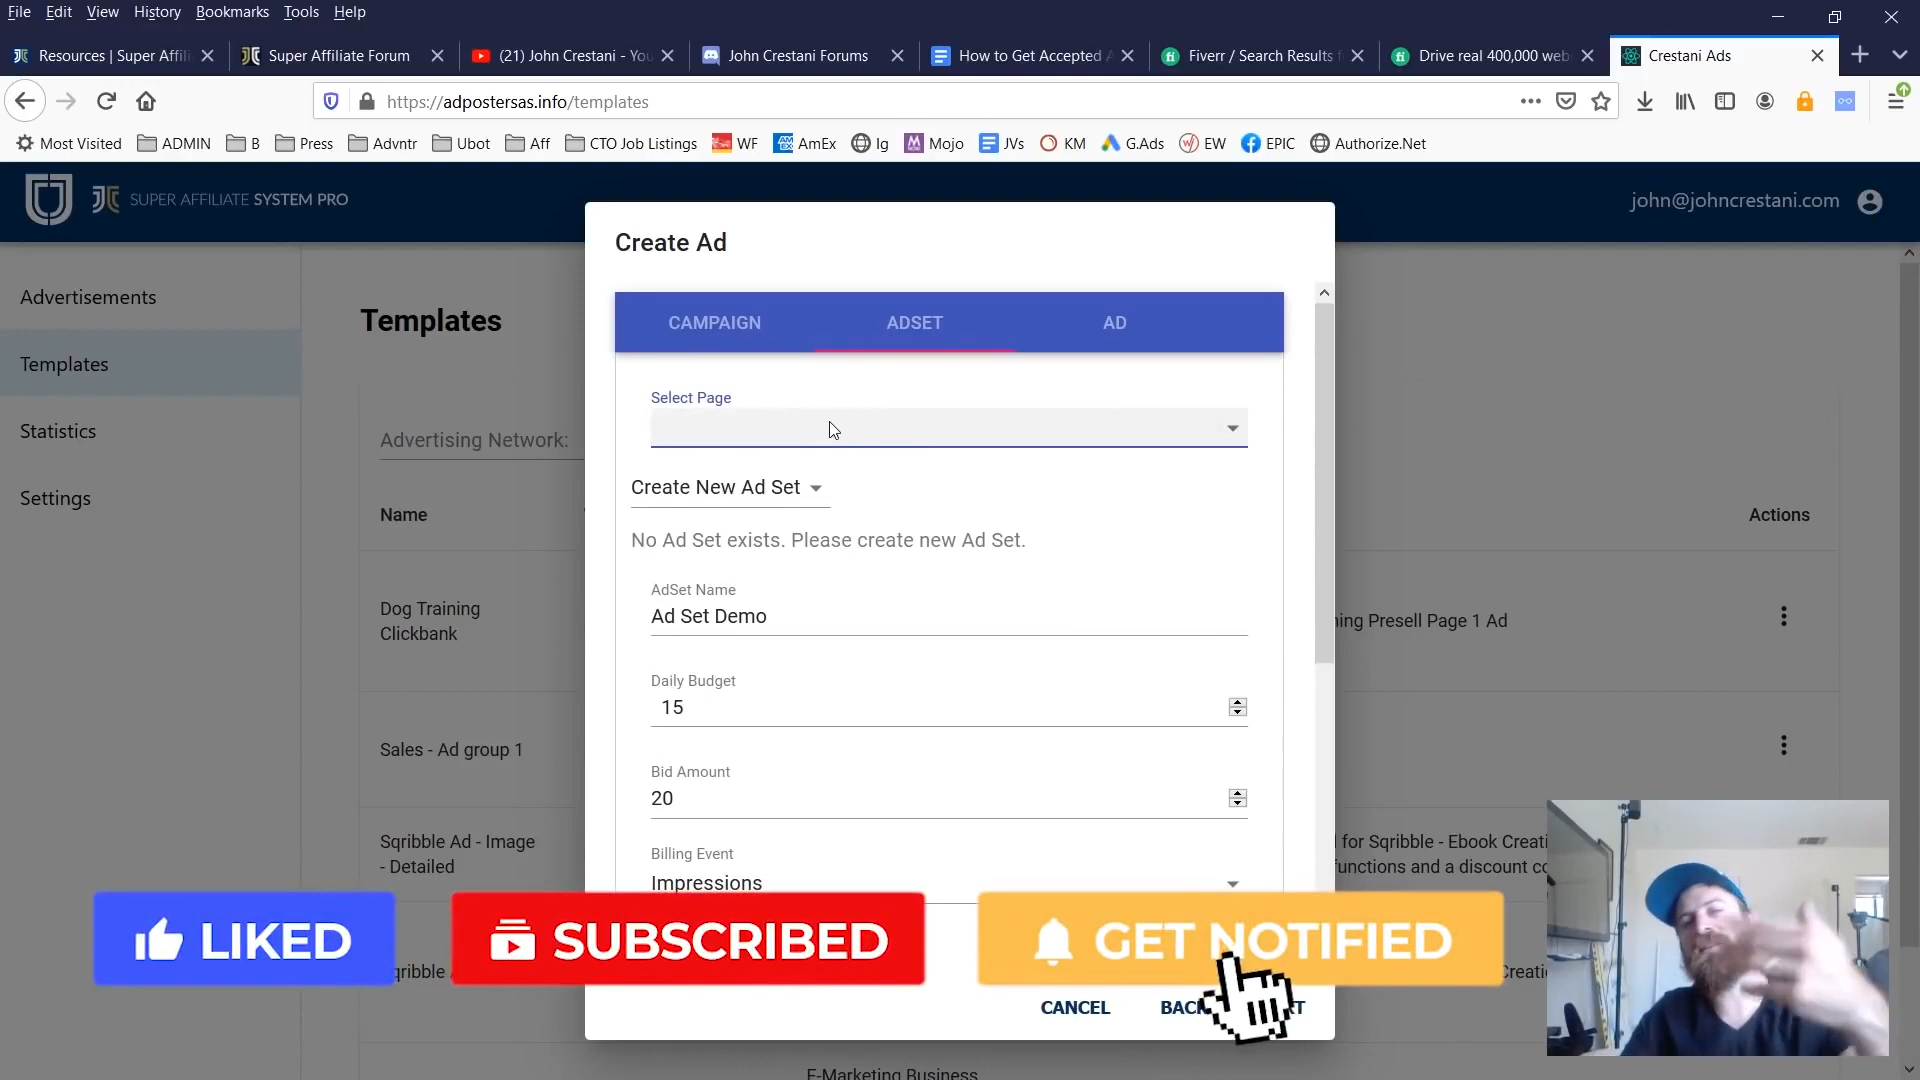 File Edit View History Bookmarks Tools Help
Resources | Super Affili
Super Affiliate Forum
(21) John Crestani - You
John Crestani Forums
How to Get Accepted A
Fiverr / Search Results f
Drive real 400,000 web
Crestani Ads
https://adpostersas.info/templates
Most Visited ADMIN B Press Advntr Ubot Aff CTO Job Listings WF AmEx Ig Mojo JVs KM G.Ads EW EPIC Authorize.Net
SUPER AFFILIATE SYSTEM PRO
john@johncrestani.com
Advertisements
Templates
Statistics
Settings
Templates
Advertising Network:
Name
Actions
Dog Training
Clickbank
ning Presell Page 1 Ad
Sales - Ad group 1
Sqribble Ad - Image
- Detailed
for Sqribble - Ebook Creati
functions and a discount co
qribble
Creati
E-Marketing Business
Create Ad
CAMPAIGN ADSET AD
Select Page
Create New Ad Set
No Ad Set exists. Please create new Ad Set.
AdSet Name
Ad Set Demo
Daily Budget
15
Bid Amount
20
Billing Event
Impressions
LIKED
SUBSCRIBED
GET NOTIFIED
CANCEL
BACK